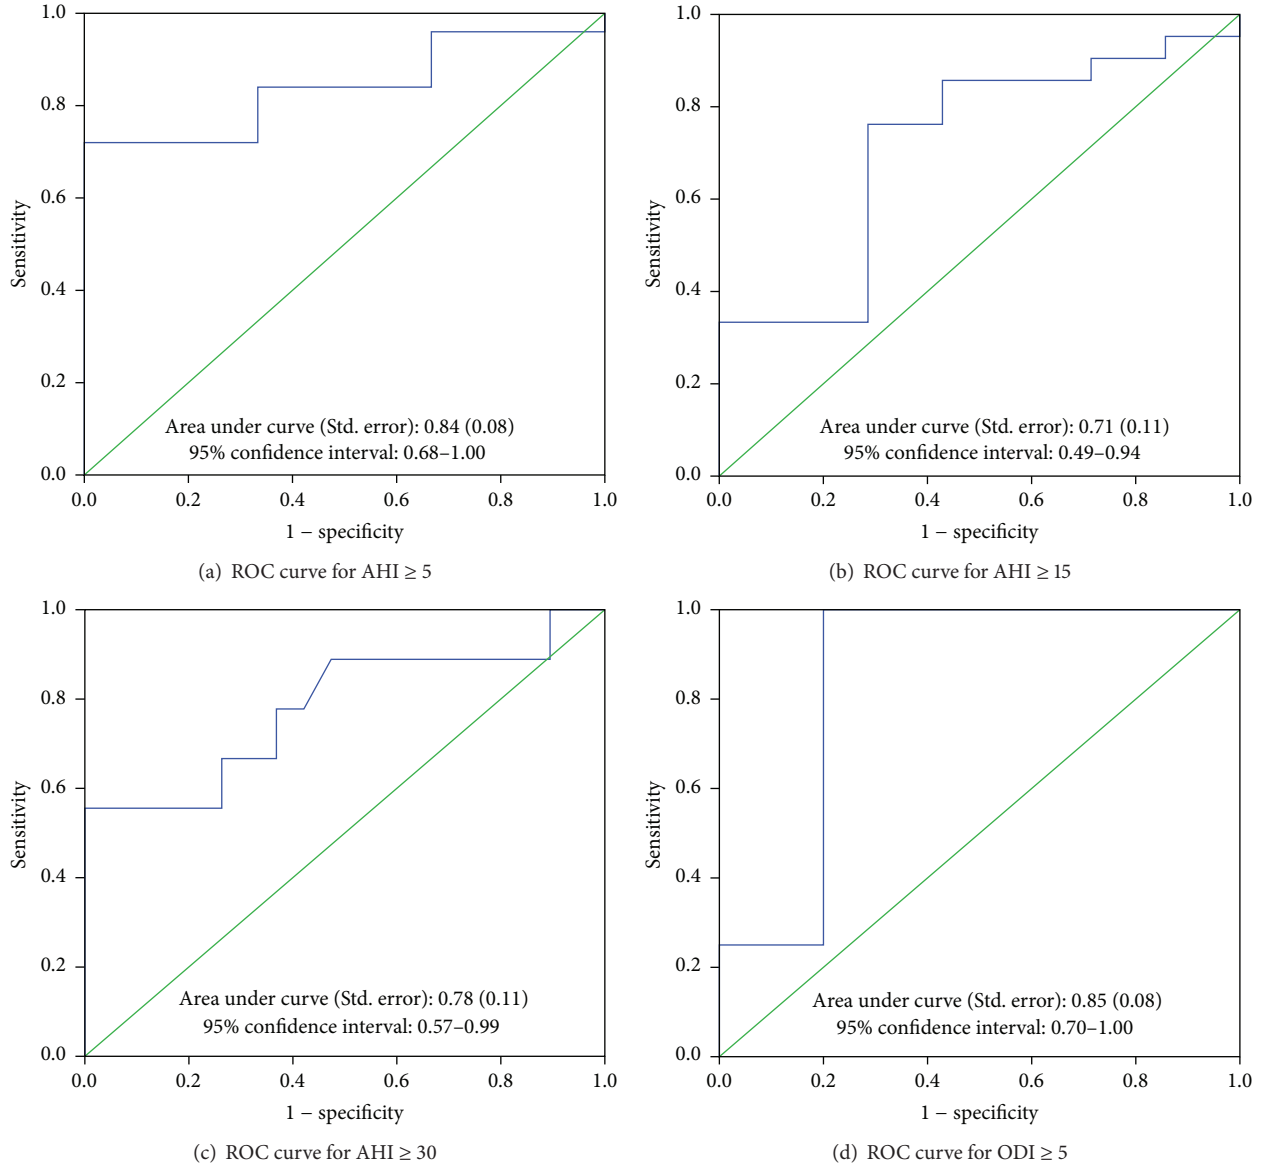 1.0
0.8
0.6
0.4
0.2
0.0
Sensitivity
Area under curve (Std. error): 0.84 (0.08)
95% confidence interval: 0.68–1.00
0.0 0.2 0.4 0.6 0.8 1.0
1 − specificity
(a) ROC curve for AHI ≥ 5
1.0
0.8
0.6
0.4
0.2
0.0
Sensitivity
Area under curve (Std. error): 0.71 (0.11)
95% confidence interval: 0.49–0.94
0.0 0.2 0.4 0.6 0.8 1.0
1 − specificity
(b) ROC curve for AHI ≥ 15
1.0
0.8
0.6
0.4
0.2
0.0
Sensitivity
Area under curve (Std. error): 0.78 (0.11)
95% confidence interval: 0.57–0.99
0.0 0.2 0.4 0.6 0.8 1.0
1 − specificity
(c) ROC curve for AHI ≥ 30
1.0
0.8
0.6
0.4
0.2
0.0
Sensitivity
Area under curve (Std. error): 0.85 (0.08)
95% confidence interval: 0.70–1.00
0.0 0.2 0.4 0.6 0.8 1.0
1 − specificity
(d) ROC curve for ODI ≥ 5